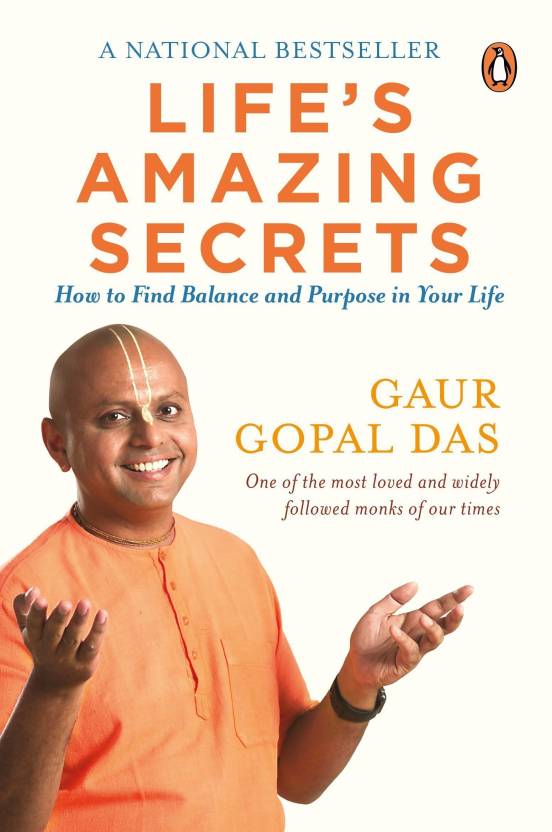 A NATIONAL BESTSELLER
LIFE’S
AMAZING
SECRETS
How to Find Balance and Purpose in Your Life
GAUR
GOPAL DAS
One of the most loved and widely
followed monks of our times